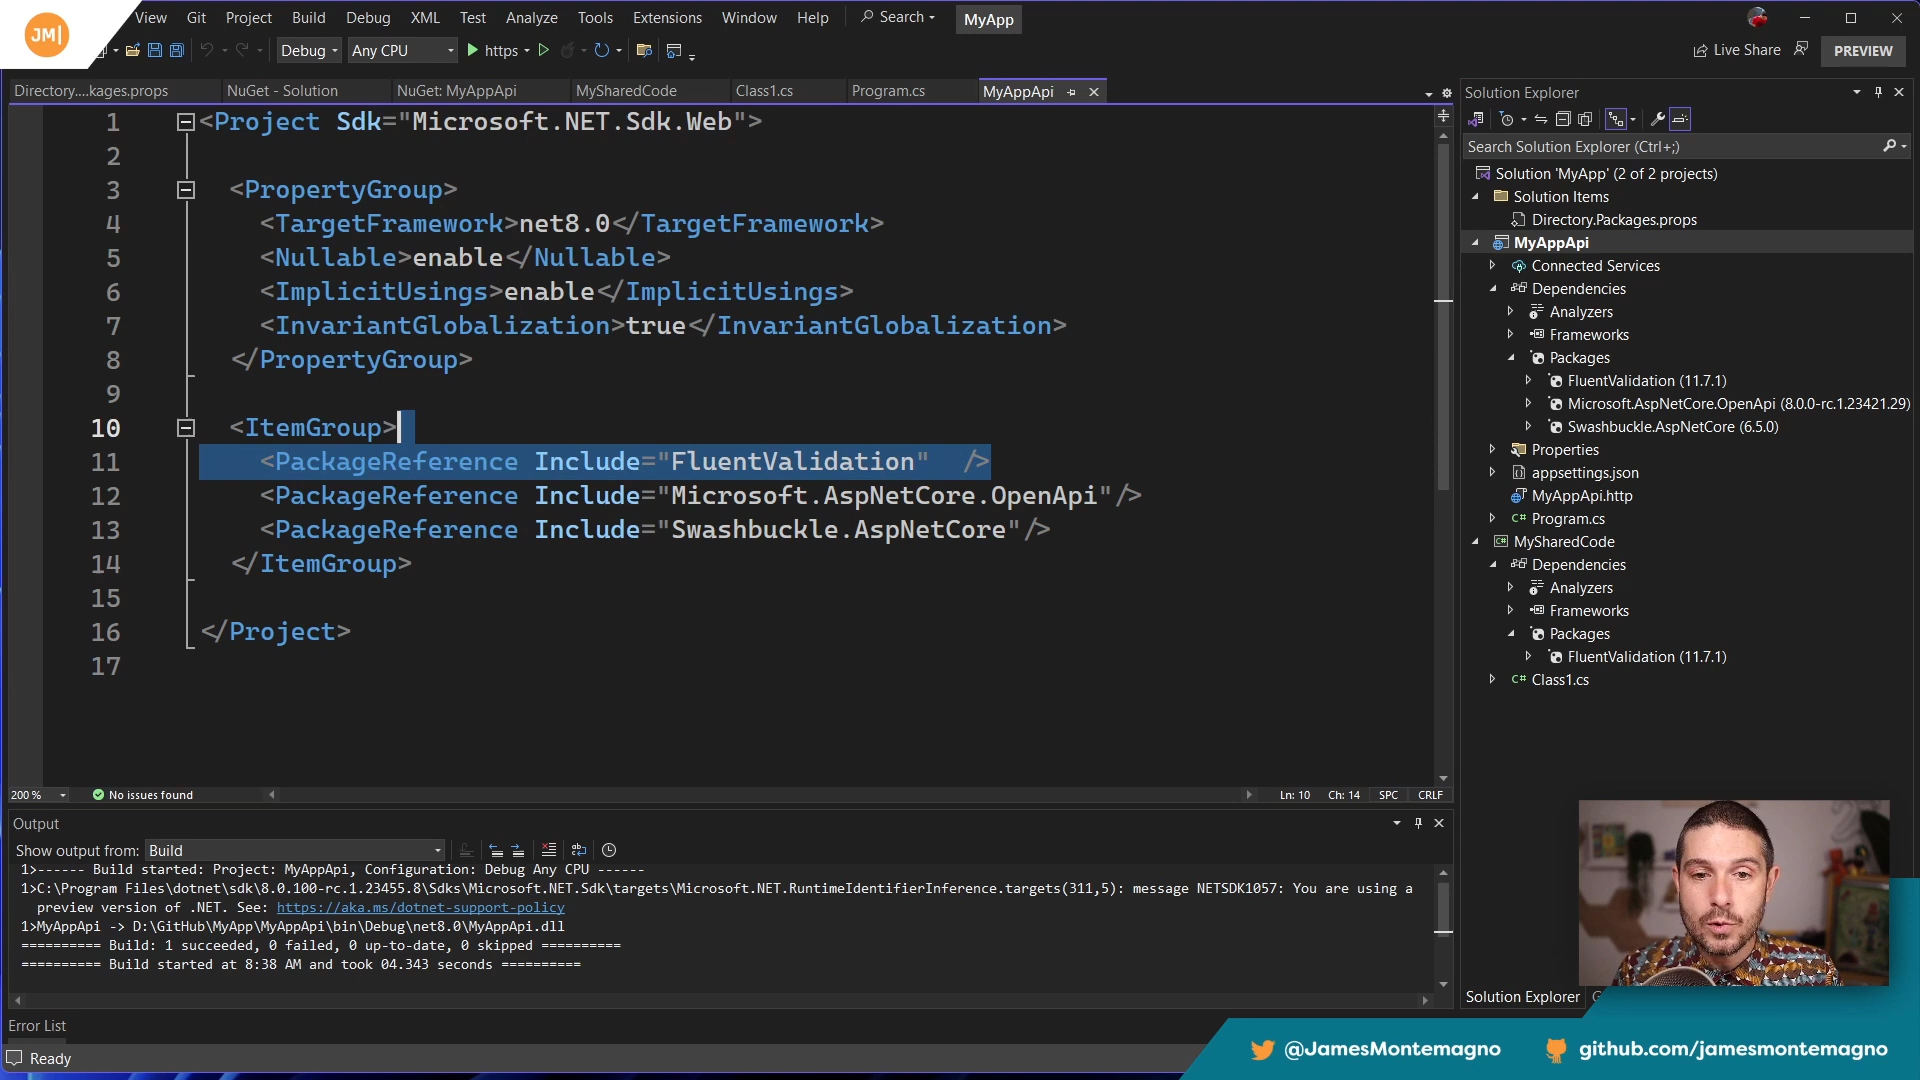 JM|
View Git Project Build Debug XML Test Analyze Tools Extensions Window Help Search MyApp
Debug Any CPU https Live Share PREVIEW
Directory....kages.props NuGet - Solution NuGet: MyAppApi MySharedCode Class1.cs Program.cs MyAppApi
1 <Project Sdk="Microsoft.NET.Sdk.Web">
2
3 <PropertyGroup>
4 <TargetFramework>net8.0</TargetFramework>
5 <Nullable>enable</Nullable>
6 <ImplicitUsings>enable</ImplicitUsings>
7 <InvariantGlobalization>true</InvariantGlobalization>
8 </PropertyGroup>
9
10 <ItemGroup>
11 <PackageReference Include="FluentValidation" />
12 <PackageReference Include="Microsoft.AspNetCore.OpenApi"/>
13 <PackageReference Include="Swashbuckle.AspNetCore"/>
14 </ItemGroup>
15
16 </Project>
17
200 % No issues found Ln: 10 Ch: 14 SPC CRLF
Output
Show output from: Build
1>------ Build started: Project: MyAppApi, Configuration: Debug Any CPU ------
1>C:\Program Files\dotnet\sdk\8.0.100-rc.1.23455.8\Sdks\Microsoft.NET.Sdk\targets\Microsoft.NET.RuntimeIdentifierInference.targets(311,5): message NETSDK1057: You are using a
preview version of .NET. See: https://aka.ms/dotnet-support-policy
1>MyAppApi -> D:\GitHub\MyApp\MyAppApi\bin\Debug\net8.0\MyAppApi.dll
========== Build: 1 succeeded, 0 failed, 0 up-to-date, 0 skipped ==========
========== Build started at 8:38 AM and took 04.343 seconds ==========
Error List
Ready
Solution Explorer
Search Solution Explorer (Ctrl+;)
Solution 'MyApp' (2 of 2 projects)
Solution Items
Directory.Packages.props
MyAppApi
Connected Services
Dependencies
Analyzers
Frameworks
Packages
FluentValidation (11.7.1)
Microsoft.AspNetCore.OpenApi (8.0.0-rc.1.23421.29)
Swashbuckle.AspNetCore (6.5.0)
Properties
appsettings.json
MyAppApi.http
C# Program.cs
C# MySharedCode
Dependencies
Analyzers
Frameworks
Packages
FluentValidation (11.7.1)
C# Class1.cs
Solution Explorer
@JamesMontemagno github.com/jamesmontemagno